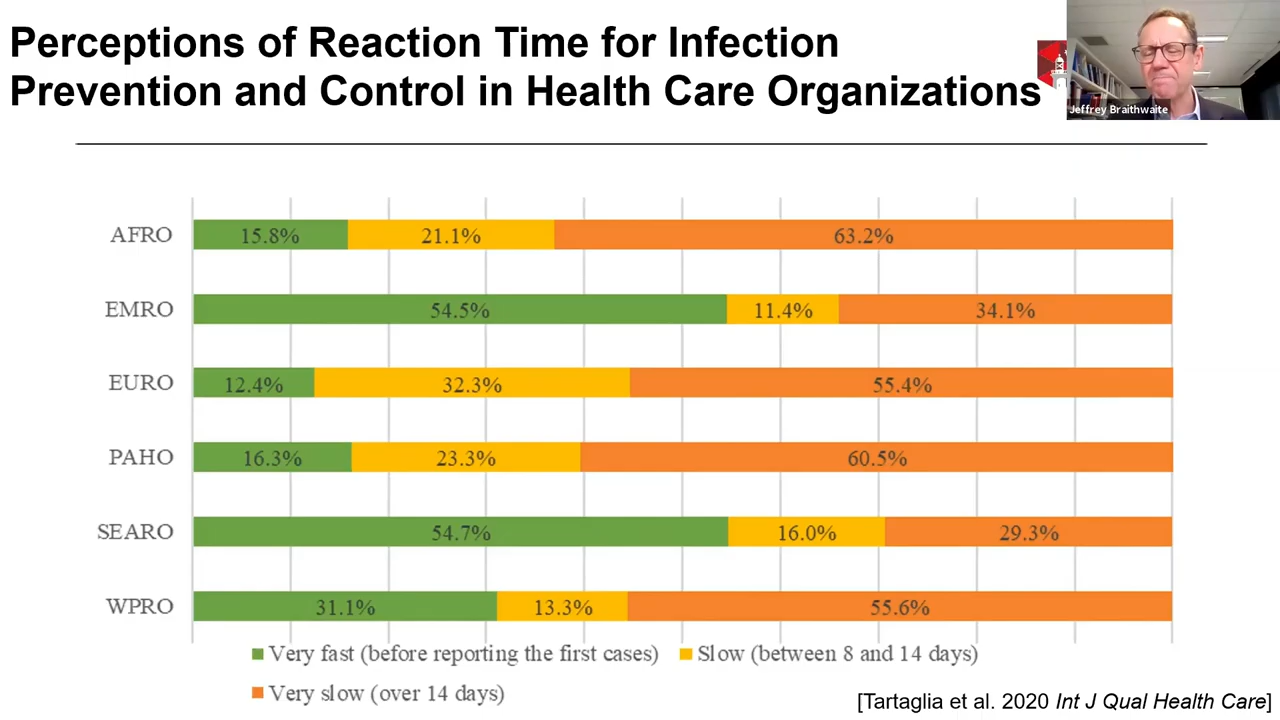 Perceptions of Reaction Time for Infection
Prevention and Control in Health Care Organizations
Jeffrey Braithwaite
AFRO 15.8% 21.1% 63.2%
EMRO 54.5% 11.4% 34.1%
EURO 12.4% 32.3% 55.4%
PAHO 16.3% 23.3% 60.5%
SEARO 54.7% 16.0% 29.3%
WPRO 31.1% 13.3% 55.6%
Very fast (before reporting the first cases) Slow (between 8 and 14 days)
Very slow (over 14 days)
[Tartaglia et al. 2020 Int J Qual Health Care]